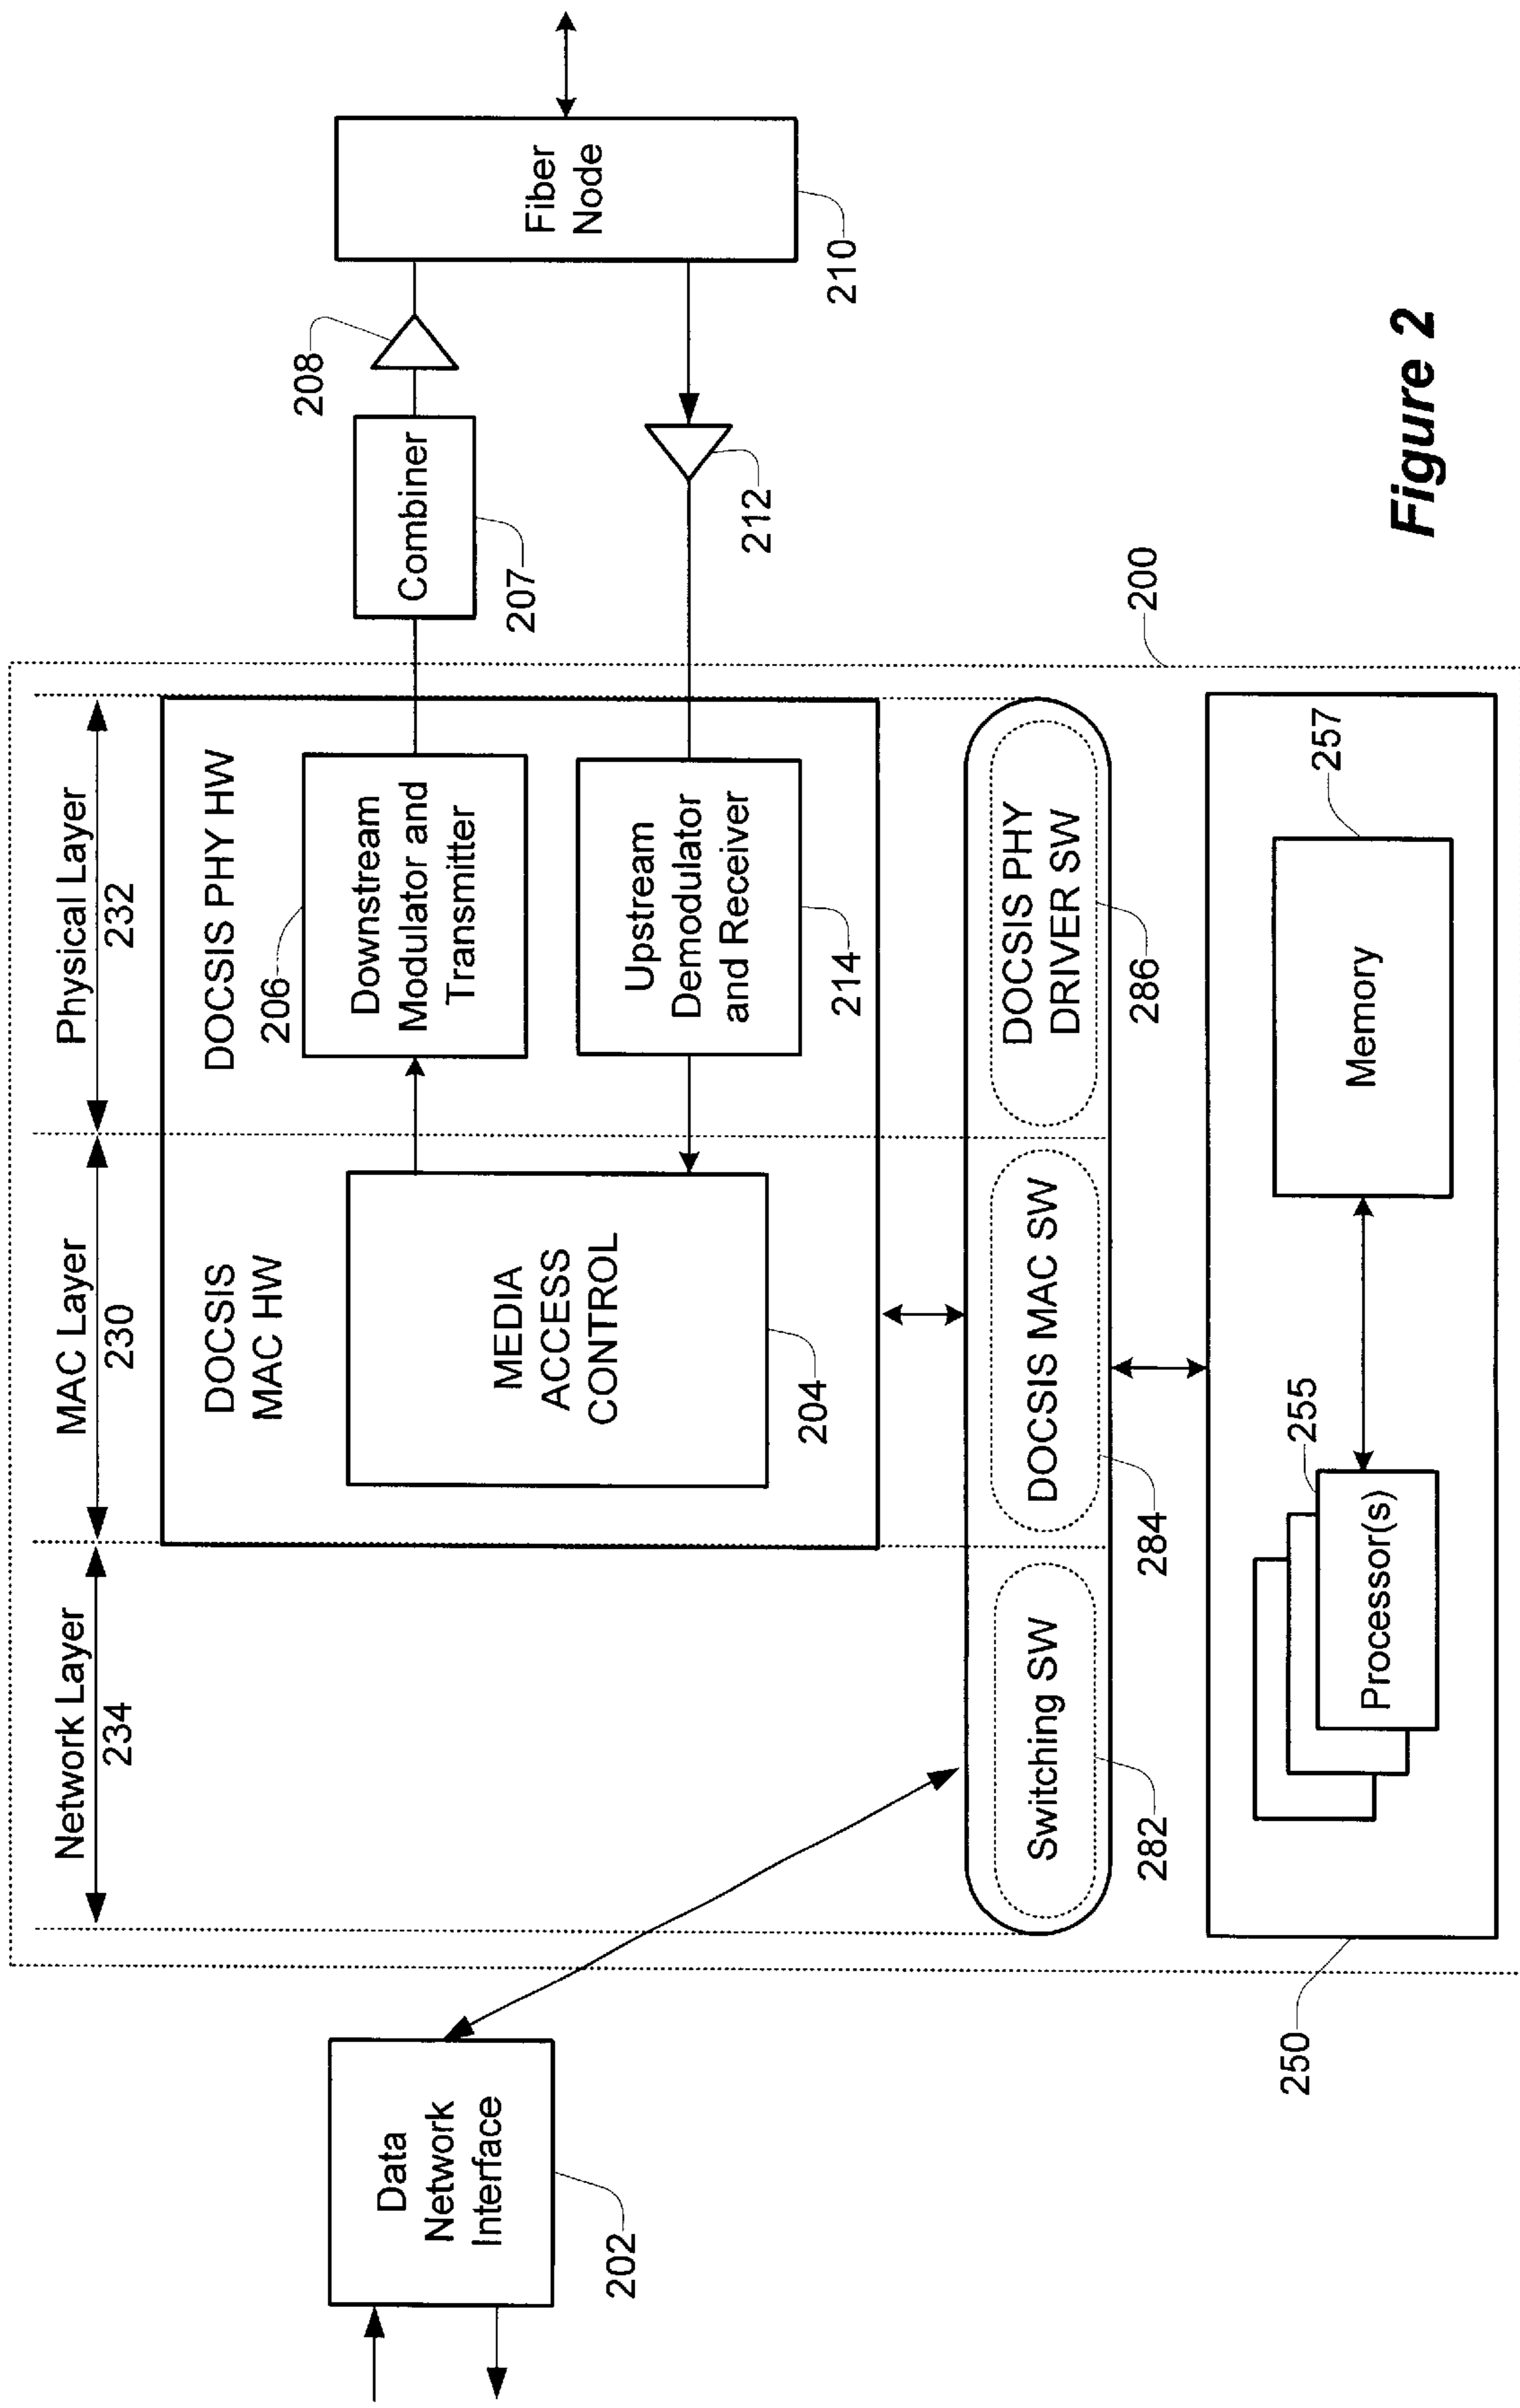 Network Layer
234
MAC Layer
230
Physical Layer
232
DOCSIS
MAC HW
DOCSIS PHY HW
MEDIA
ACCESS
CONTROL
204
206
Downstream
Modulator and
Transmitter
Upstream
Demodulator
and Receiver
214
Combiner
207
208
212
Fiber
Node
210
Data
Network
Interface
202
Switching SW
282
DOCSIS MAC SW
284
DOCSIS PHY
DRIVER SW
286
200
Processor(s)
255
Memory
257
250
Figure 2